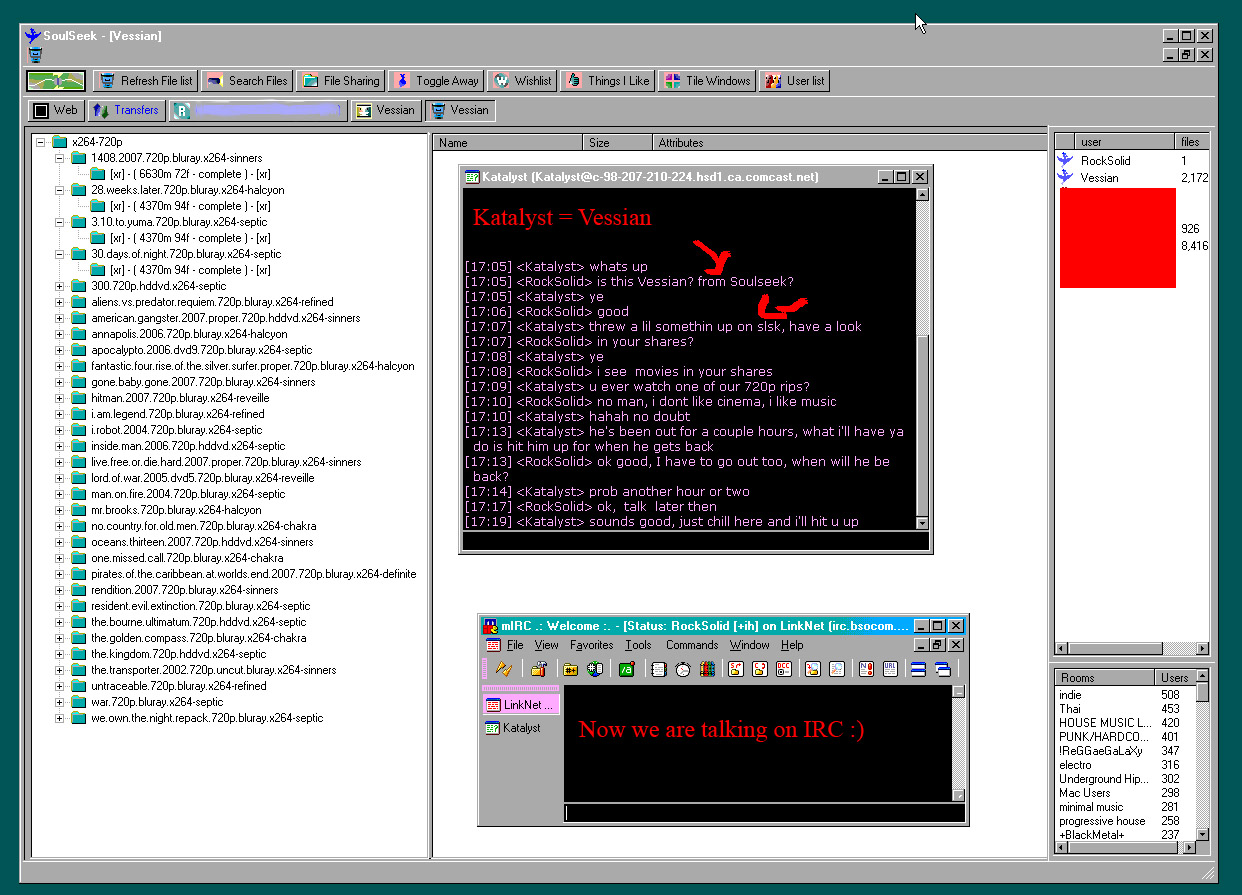 SoulSeek - [Vessian]
Refresh File list
Search Files
File Sharing
Toggle Away
Wishlist
Things I Like
Tile Windows
User list
Web
Transfers
Vessian
Vessian
x264-720p
1408.2007.720p.bluray.x264-sinners
[xr] - ( 6630m 72f - complete ) - [xr]
28.weeks.later.720p.bluray.x264-halcyon
[xr] - ( 4370m 94f - complete ) - [xr]
3.10.to.yuma.720p.bluray.x264-septic
[xr] - ( 4370m 94f - complete ) - [xr]
30.days.of.night.720p.bluray.x264-septic
[xr] - ( 4370m 94f - complete ) - [xr]
300.720p.hddvd.x264-septic
aliens.vs.predator.requiem.720p.bluray.x264-refined
american.gangster.2007.proper.720p.hddvd.x264-sinners
annapolis.2006.720p.bluray.x264-halcyon
apocalypto.2006.dvd9.720p.bluray.x264-septic
fantastic.four.rise.of.the.silver.surfer.proper.720p.bluray.x264-halcyon
gone.baby.gone.2007.720p.bluray.x264-sinners
hitman.2007.720p.bluray.x264-reveille
i.am.legend.720p.bluray.x264-refined
i.robot.2004.720p.bluray.x264-septic
inside.man.2006.720p.hddvd.x264-septic
live.free.or.die.hard.2007.proper.720p.bluray.x264-sinners
lord.of.war.2005.dvd5.720p.bluray.x264-reveille
man.on.fire.2004.720p.bluray.x264-septic
mr.brooks.720p.bluray.x264-halcyon
no.country.for.old.men.720p.bluray.x264-chakra
oceans.thirteen.2007.720p.hddvd.x264-sinners
one.missed.call.720p.bluray.x264-chakra
pirates.of.the.caribbean.at.worlds.end.2007.720p.bluray.x264-definite
rendition.2007.720p.bluray.x264-sinners
resident.evil.extinction.720p.bluray.x264-septic
the.bourne.ultimatum.720p.hddvd.x264-septic
the.golden.compass.720p.bluray.x264-chakra
the.kingdom.720p.hddvd.x264-septic
the.transporter.2002.720p.uncut.bluray.x264-sinners
untraceable.720p.bluray.x264-refined
war.720p.bluray.x264-septic
we.own.the.night.repack.720p.bluray.x264-septic
Name
Size
Attributes
Katalyst (Katalyst@c-98-207-210-224.hsd1.ca.comcast.net)
Katalyst = Vessian
[17:05] <Katalyst> whats up
[17:05] <RockSolid> is this Vessian? from Soulseek?
[17:05] <Katalyst> ye
[17:06] <RockSolid> good
[17:07] <Katalyst> threw a lil somethin up on slsk, have a look
[17:07] <RockSolid> in your shares?
[17:08] <Katalyst> ye
[17:08] <RockSolid> i see  movies in your shares
[17:09] <Katalyst> u ever watch one of our 720p rips?
[17:10] <RockSolid> no man, i dont like cinema, i like music
[17:10] <Katalyst> hahah no doubt
[17:13] <Katalyst> he's been out for a couple hours, what i'll have ya
do is hit him up for when he gets back
[17:13] <RockSolid> ok good, I have to go out too, when will he be
back?
[17:14] <Katalyst> prob another hour or two
[17:17] <RockSolid> ok,  talk  later then
[17:19] <Katalyst> sounds good, just chill here and i'll hit u up
mIRC .: Welcome :. - [Status: RockSolid [+ih] on LinkNet (irc.bsocom....
File View Favorites Tools Commands Window Help
LinkNet ...
Katalyst
Now we are talking on IRC :)
user files
RockSolid 1
Vessian 2,172
926
8,416
Rooms Users
indie 508
Thai 453
HOUSE MUSIC L... 420
PUNK/HARDCO... 401
!ReGGaeGaLaXy 347
electro 316
Underground Hip... 302
Mac Users 298
minimal music 281
progressive house 258
+BlackMetal+ 237